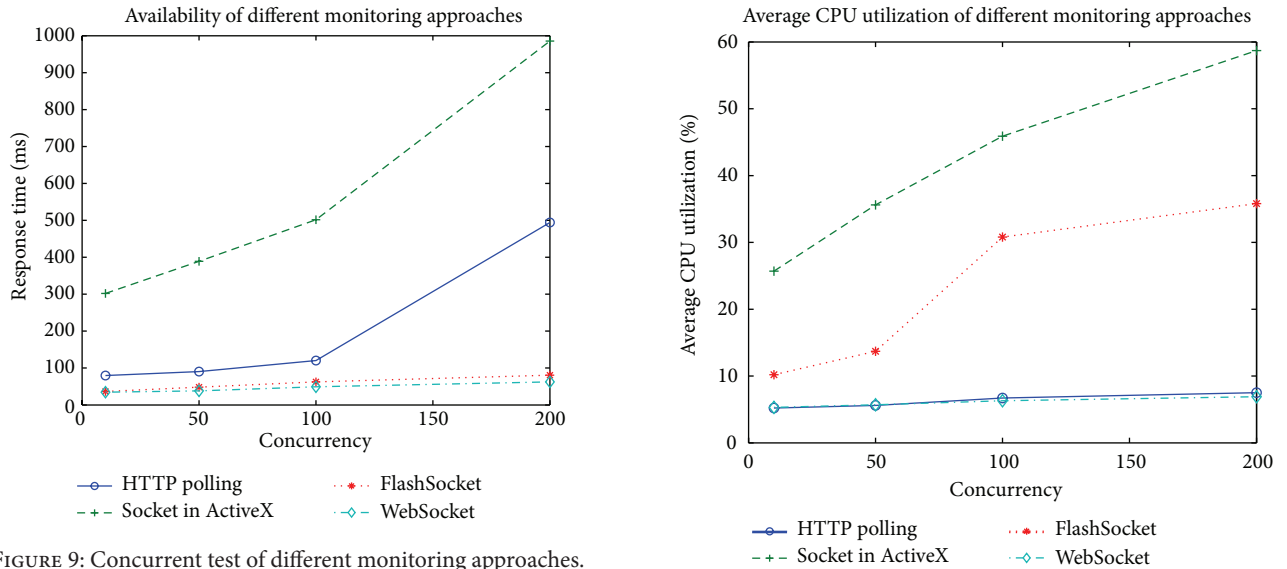 Availability of different monitoring approaches
1000
900
800
700
600
500
400
300
200
100
0
Response time (ms)
0 50 100 150 200
Concurrency
HTTP polling
Socket in ActiveX
FlashSocket
WebSocket
FIGURE 9: Concurrent test of different monitoring approaches.
Average CPU utilization of different monitoring approaches
60
50
40
30
20
10
0
Average CPU utilization (%)
0 50 100 150 200
Concurrency
HTTP polling
Socket in ActiveX
FlashSocket
WebSocket